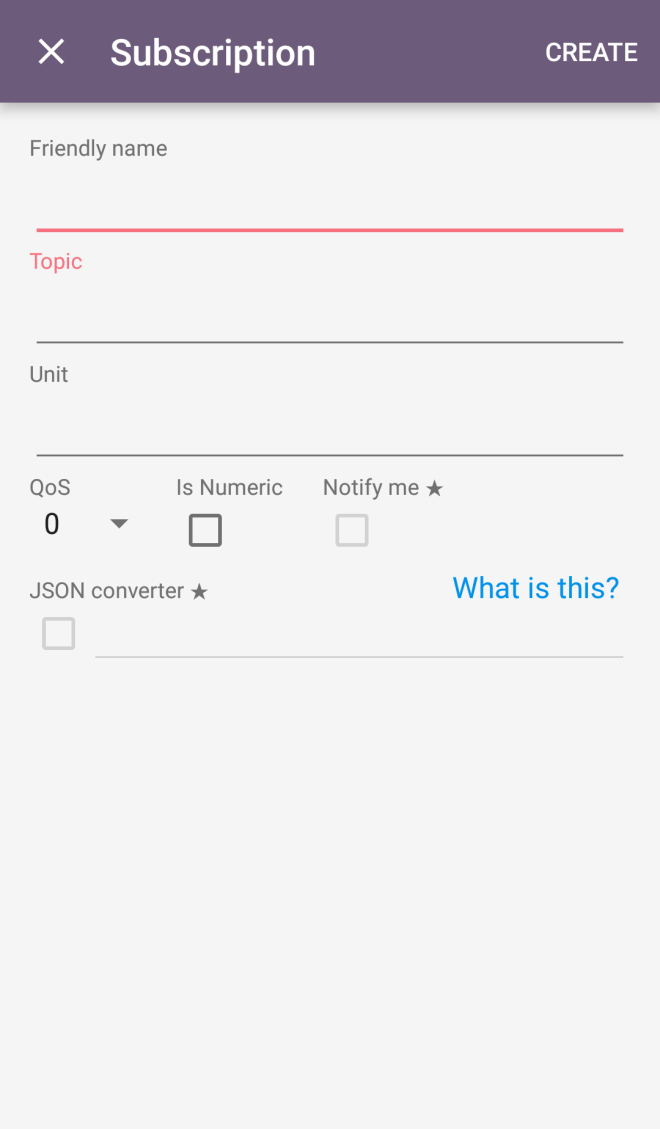 Subscription CREATE
Friendly name
Topic
Unit
QoS Is Numeric Notify me ★
0
JSON converter ★ What is this?